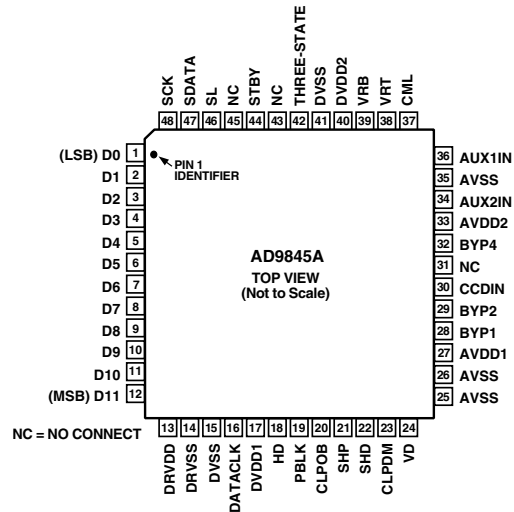 SCK
SDATA
SL
NC
STBY
NC
THREE-STATE
DVSS
DVDD2
VRB
VRT
CML
48 47 46 45 44 43 42 41 40 39 38 37
(LSB) D0 1
D1 2
D2 3
D3 4
D4 5
D5 6
D6 7
D7 8
D8 9
D9 10
D10 11
(MSB) D11 12
PIN 1
IDENTIFIER
AD9845A
TOP VIEW
(Not to Scale)
36 AUX1IN
35 AVSS
34 AUX2IN
33 AVDD2
32 BYP4
31 NC
30 CCDIN
29 BYP2
28 BYP1
27 AVDD1
26 AVSS
25 AVSS
NC = NO CONNECT
13 14 15 16 17 18 19 20 21 22 23 24
DRVDD
DRVSS
DVSS
DATACLK
DVDD1
HD
PBLK
CLPOB
SHP
SHD
CLPDM
VD